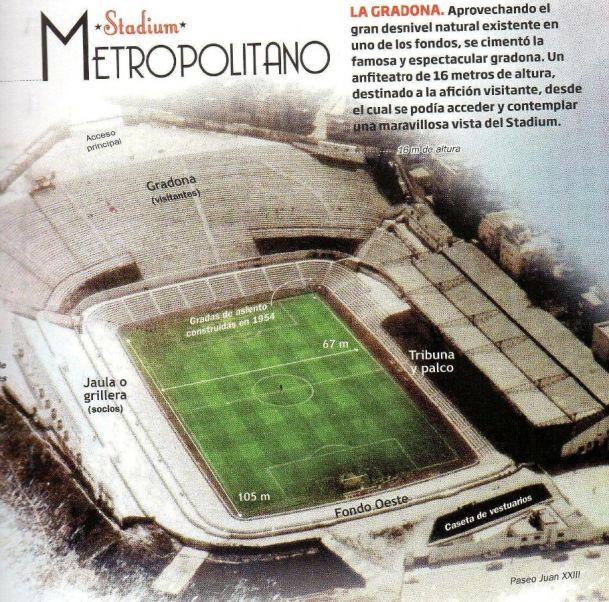 Stadium
METROPOLITANO
LA GRADONA. Aprovechando el
gran desnivel natural existente en
uno de los fondos, se cimentó la
famosa y espectacular gradona. Un
anfiteatro de 16 metros de altura,
destinado a la afición visitante, desde
el cual se podía acceder y contemplar
una maravillosa vista del Stadium.
16 m de altura
Acceso
principal
Gradona
(visitantes)
Gradas de asiento
construidas en 1954
67 m
Tribuna
y palco
Jaula o
grillera
(socios)
105 m
Fondo Oeste
Caseta de vestuarios
Paseo Juan XXIII